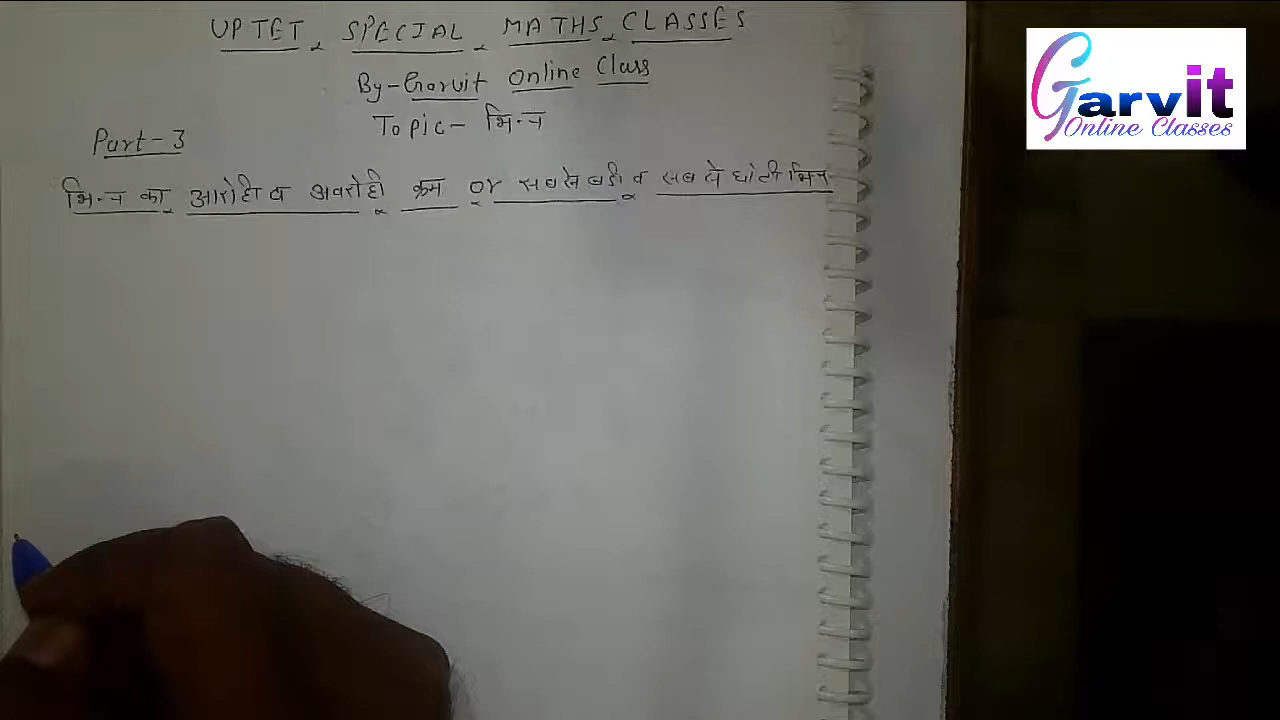 UPTET SPECIAL MATHS CLASSES
By-Garvit Online Class
Topic- भिन्न
Part-3
भिन्न का आरोही व अवरोही क्रम or सबसे बडी व सबसे छोटी भिन्न
Garvit
Online Classes